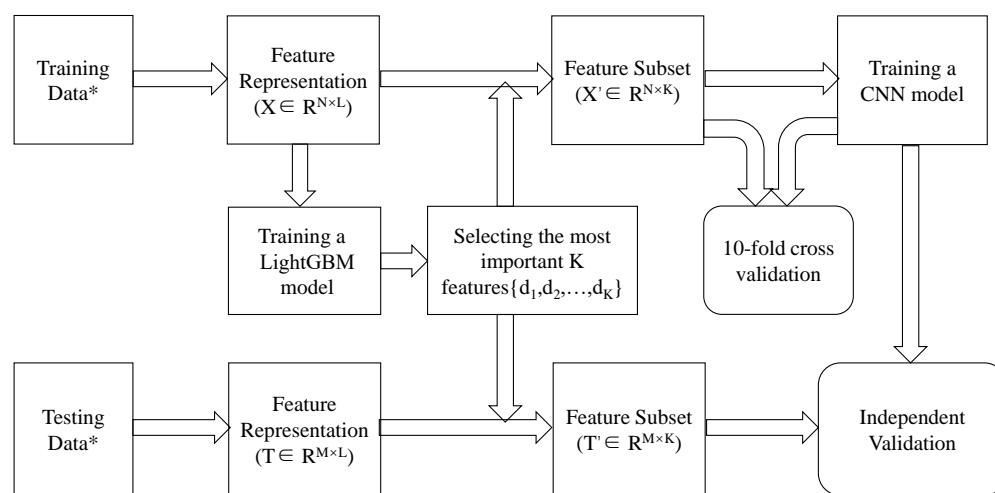 Training
Data*
Feature
Representation
(X ∈ R^{N×L})
Feature Subset
(X' ∈ R^{N×K})
Training a
CNN model
Training a
LightGBM
model
Selecting the most
important K
features{d₁,d₂,…,d_K}
10-fold cross
validation
Testing
Data*
Feature
Representation
(T ∈ R^{M×L})
Feature Subset
(T' ∈ R^{M×K})
Independent
Validation